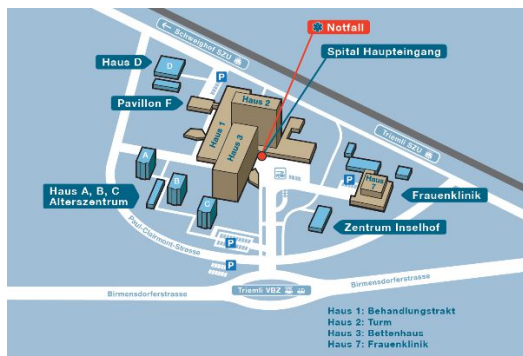 ← Schweighof SZU
Notfall
Spital Haupteingang
Haus D
D
P
Pavillon F
Haus 2
Haus 1
Haus 3
Triemli SZU
A
B
C
Haus A, B, C
Alterszentrum
P
Haus
7
Frauenklinik
Zentrum Inselhof
Paul-Clairmont-Strasse
P
P
Birmensdorferstrasse
Triemli VBZ
Birmensdorferstrasse
Haus 1: Behandlungstrakt
Haus 2: Turm
Haus 3: Bettenhaus
Haus 7: Frauenklinik